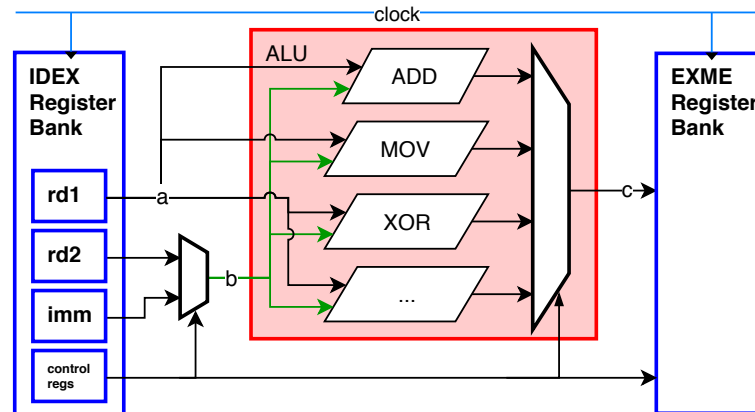 clock
IDEX
Register
Bank
rd1
rd2
imm
control
regs
a
b
ALU
ADD
MOV
XOR
...
c
EXME
Register
Bank